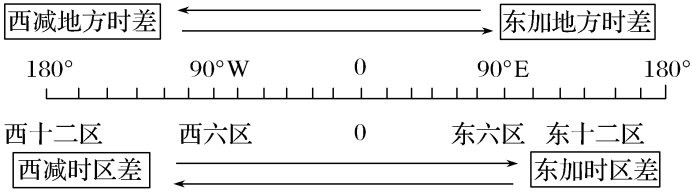 西减地方时差 东加地方时差
180° 90°W 0 90°E 180°
西十二区 西六区 0 东六区 东十二区
西减时区差 东加时区差